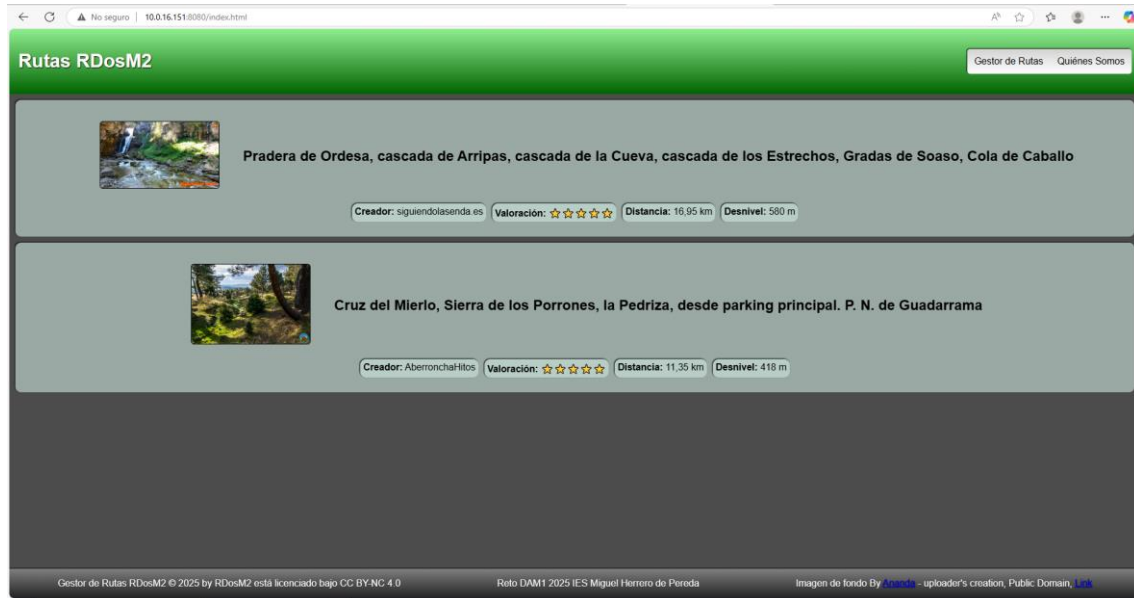 No seguro | 10.0.16.151:8080/index.html
Rutas RDosM2
Gestor de Rutas Quiénes Somos
Pradera de Ordesa, cascada de Arripas, cascada de la Cueva, cascada de los Estrechos, Gradas de Soaso, Cola de Caballo
Creador: siguiendolasenda.es Valoración: Distancia: 16,95 km Desnivel: 580 m
Cruz del Mierlo, Sierra de los Porrones, la Pedriza, desde parking principal. P. N. de Guadarrama
Creador: AberronchaHitos Valoración: Distancia: 11,35 km Desnivel: 418 m
Gestor de Rutas RDosM2 © 2025 by RDosM2 está licenciado bajo CC BY-NC 4.0 Reto DAM1 2025 IES Miguel Herrero de Pereda Imagen de fondo By Ananda - uploader's creation, Public Domain, Link